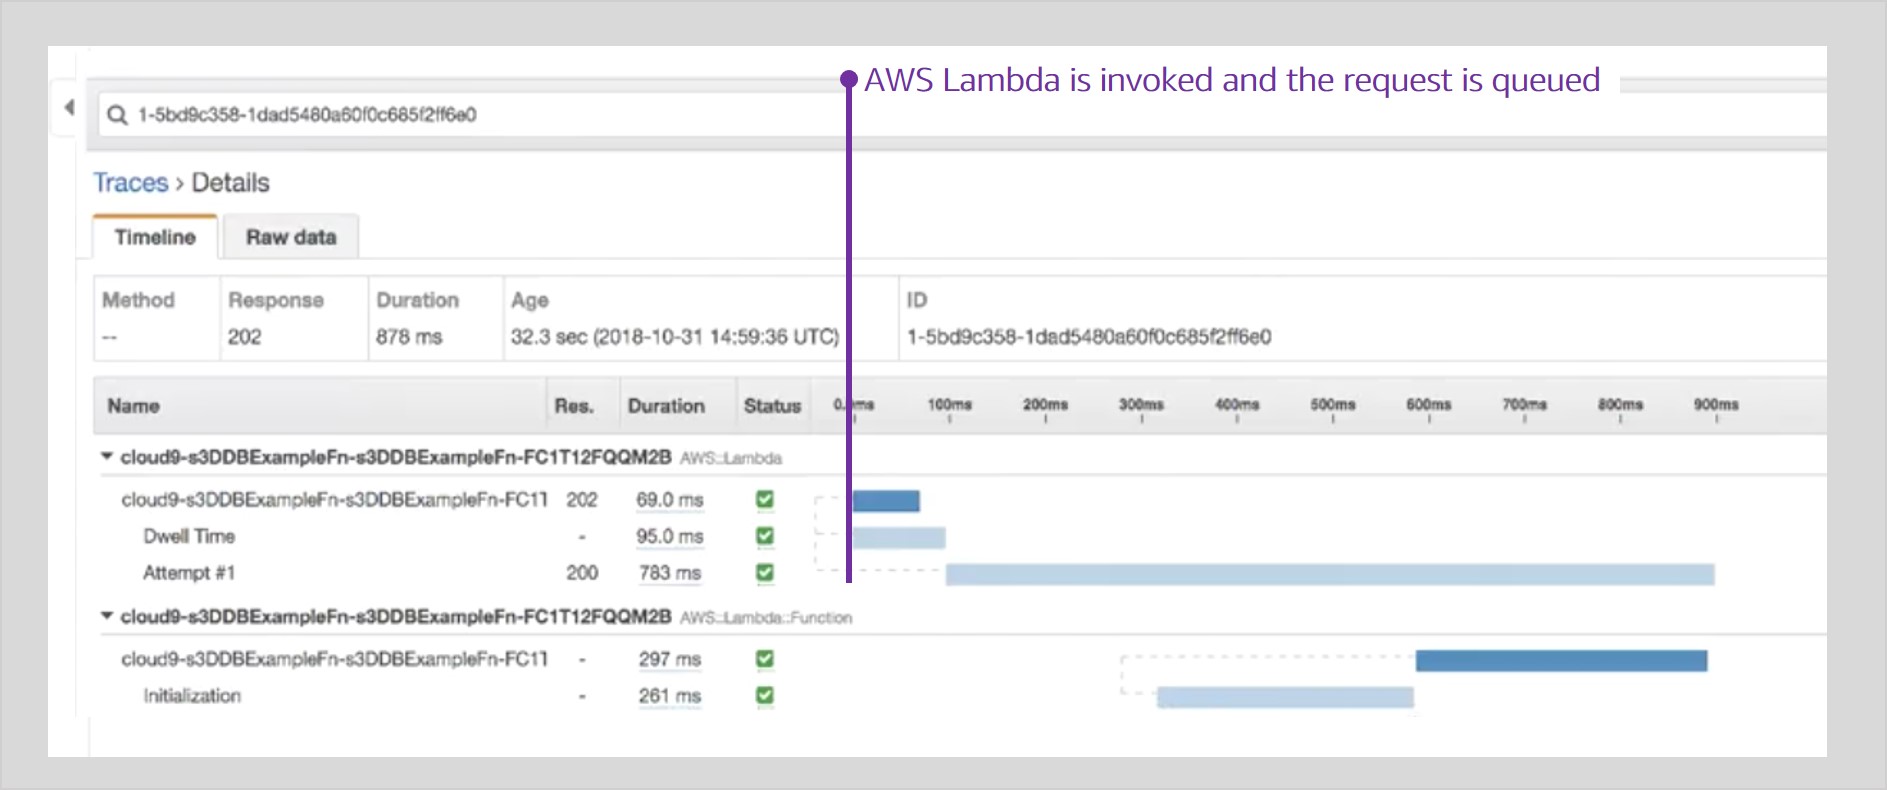 AWS Lambda is invoked and the request is queued
1-5bd9c358-1dad5480a60f0c685f2ff6e0
Traces > Details
Timeline Raw data
Method Response Duration Age ID
-- 202 878 ms 32.3 sec (2018-10-31 14:59:36 UTC) 1-5bd9c358-1dad5480a60f0c685f2ff6e0
Name Res. Duration Status 0.0ms 100ms 200ms 300ms 400ms 500ms 600ms 700ms 800ms 900ms
cloud9-s3DDBExampleFn-s3DDBExampleFn-FC1T12FQQM2B AWS::Lambda
cloud9-s3DDBExampleFn-s3DDBExampleFn-FC1T 202 69.0 ms
Dwell Time - 95.0 ms
Attempt #1 200 783 ms
cloud9-s3DDBExampleFn-s3DDBExampleFn-FC1T12FQQM2B AWS::Lambda::Function
cloud9-s3DDBExampleFn-s3DDBExampleFn-FC1T - 297 ms
Initialization - 261 ms